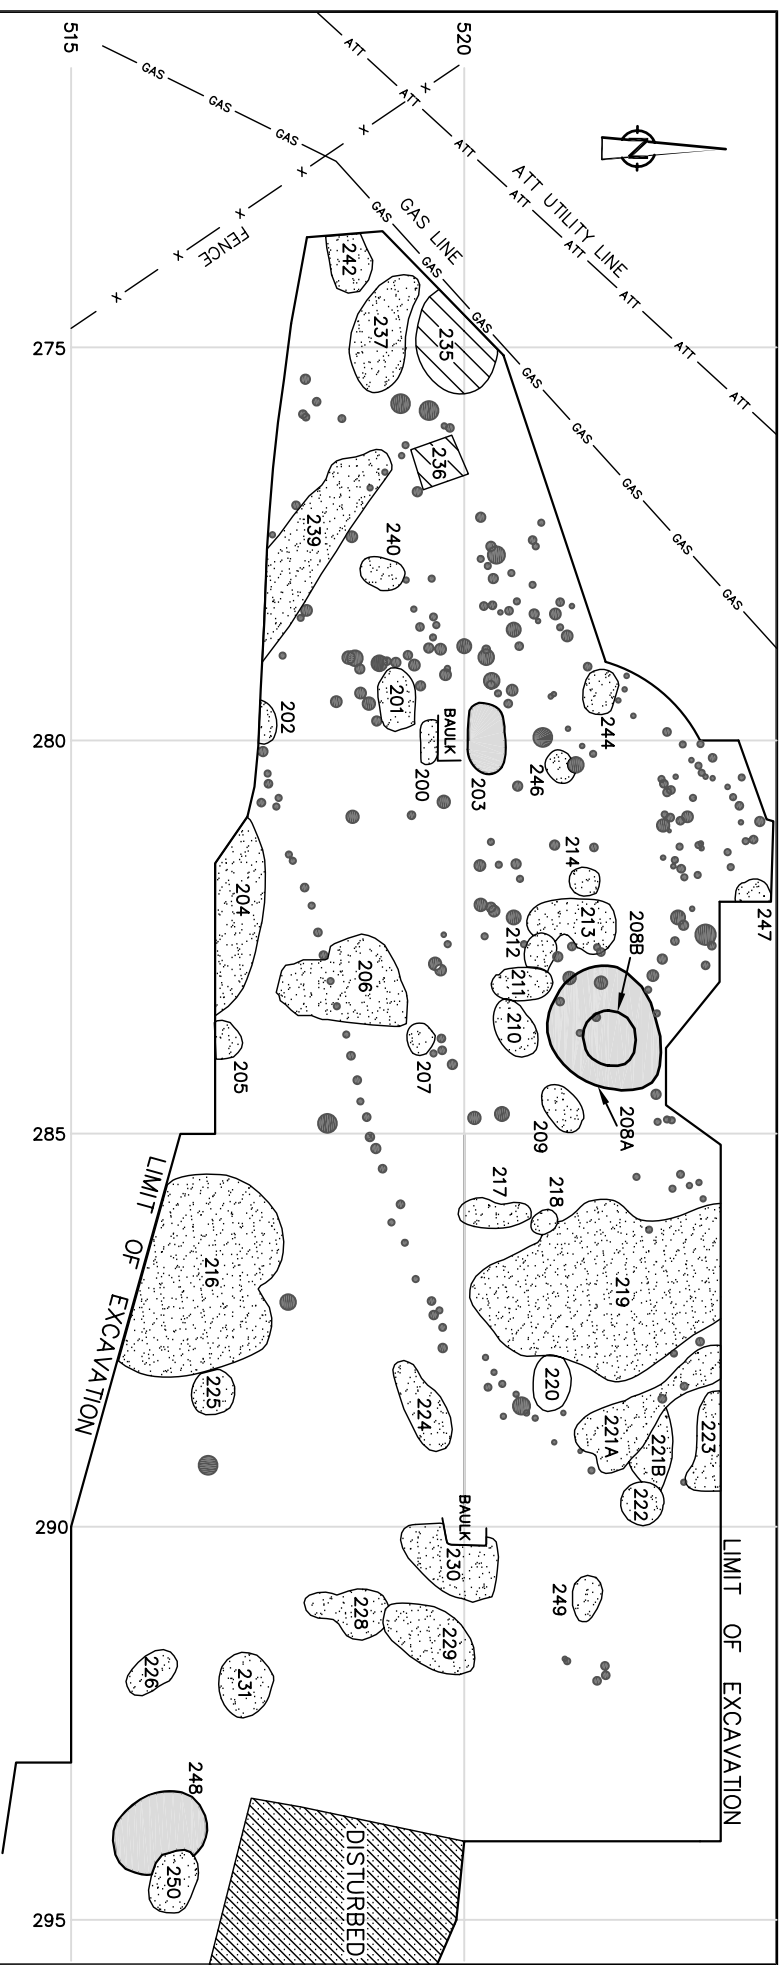 515
520
ATT
ATT
ATT
ATT
ATT
ATT
ATT
ATT
ATT
ATT UTILITY LINE
GAS
GAS
GAS
GAS
GAS
GAS
GAS
GAS
GAS
GAS
GAS
GAS LINE
X
X
X
X
X
X
FENCE
N
242
237
235
275
236
239
240
201
202
BAULK
200
203
244
246
280
247
214
213
212
211
210
208B
208A
209
204
205
206
207
285
LIMIT OF EXCAVATION
217
218
216
219
220
225
224
221A
221B
223
222
290
BAULK
230
LIMIT OF EXCAVATION
249
228
229
226
231
248
250
DISTURBED
295